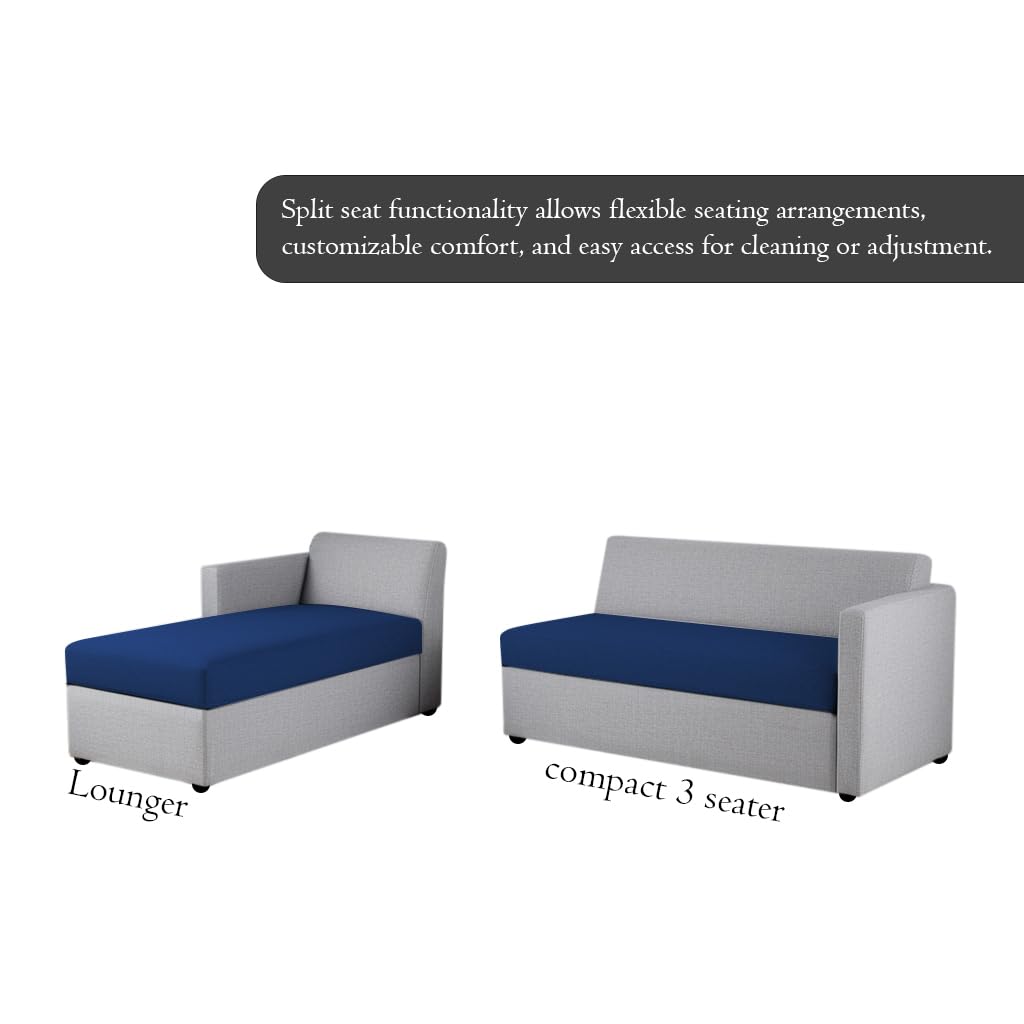 Split seat functionality allows flexible seating arrangements,
customizable comfort, and easy access for cleaning or adjustment.
Lounger
compact 3 seater